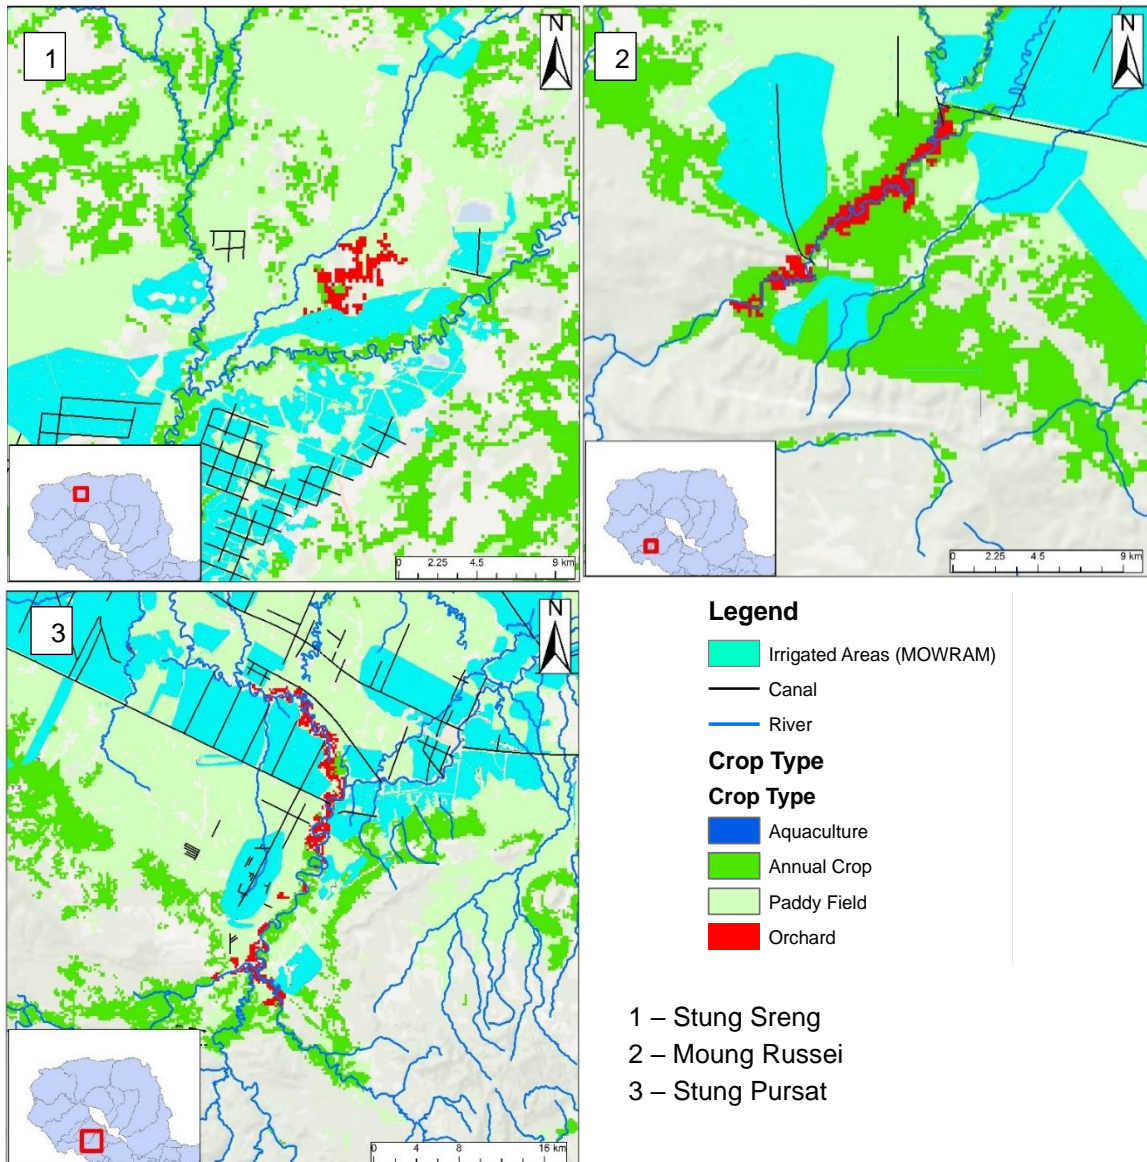 1
N
0 2.25 4.5 9 km
2
N
0 2.25 4.5 9 km
3
N
0 4 8 16 km
Legend
Irrigated Areas (MOWRAM)
Canal
River
Crop Type
Crop Type
Aquaculture
Annual Crop
Paddy Field
Orchard
1 – Stung Sreng
2 – Moung Russei
3 – Stung Pursat